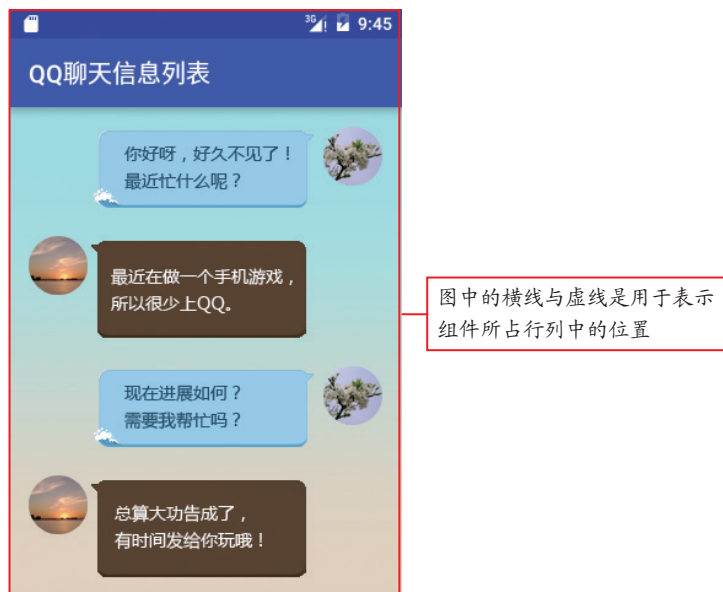 3G 9:45
QQ聊天信息列表
你好呀，好久不见了！
最近忙什么呢？
最近在做一个手机游戏，
所以很少上QQ。
图中的横线与虚线是用于表示
组件所占行列中的位置
现在进展如何？
需要我帮忙吗？
总算大功告成了，
有时间发给你玩哦！